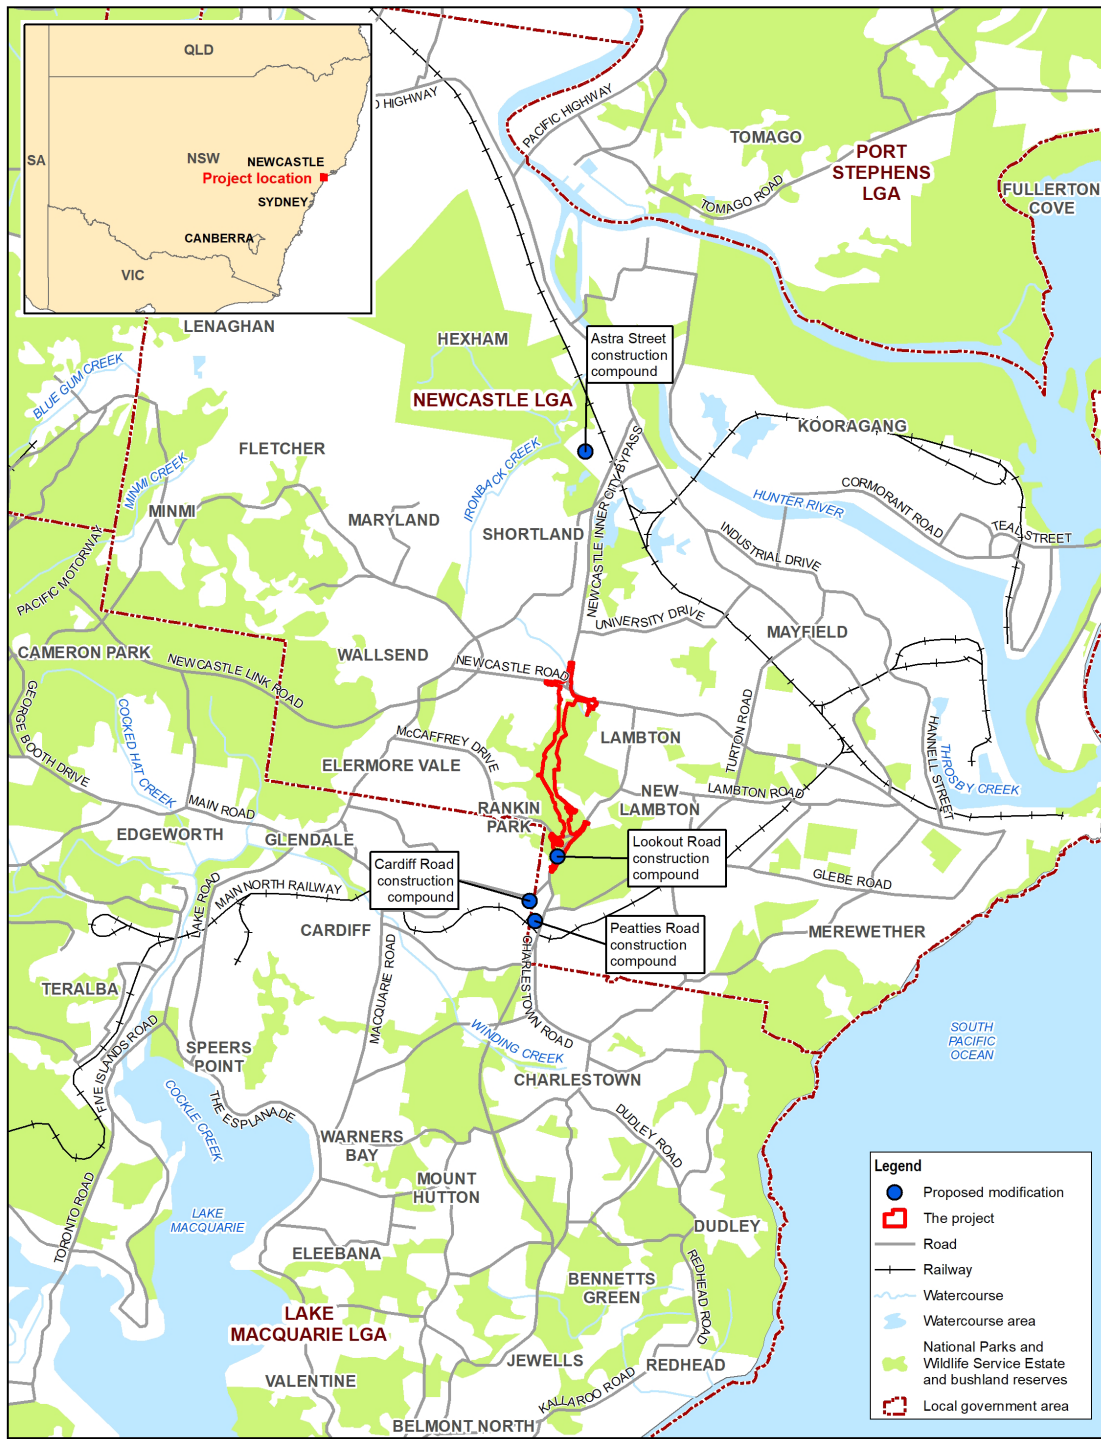 QLD
SA
NSW
NEWCASTLE
Project location
SYDNEY
CANBERRA
VIC
HIGHWAY
PACIFIC HIGHWAY
TOMAGO
PORT
STEPHENS
LGA
TOMAGO ROAD
FULLERTON
COVE
LENAGHAN
HEXHAM
Astra Street
construction
compound
BLUE GUM CREEK
NEWCASTLE LGA
KOORAGANG
FLETCHER
IRONBACK CREEK
NEWCASTLE INNER CITY BYPASS
MINMI CREEK
MINMI
MARYLAND
SHORTLAND
HUNTER RIVER
CORMORANT ROAD
TEAL STREET
INDUSTRIAL DRIVE
PACIFIC MOTORWAY
UNIVERSITY DRIVE
MAYFIELD
CAMERON PARK
WALLSEND
NEWCASTLE ROAD
NEWCASTLE LINK ROAD
GEORGE BOOTH DRIVE
COCKED HAT CREEK
McCAFFREY DRIVE
LAMBTON
TURTON ROAD
HANNELL STREET
THROSBY CREEK
ELERMORE VALE
NEW
LAMBTON
LAMBTON ROAD
MAIN ROAD
RANKIN
PARK
EDGEWORTH
GLENDALE
Lookout Road
construction
compound
Cardiff Road
construction
compound
GLEBE ROAD
LAKE ROAD
MAIN NORTH RAILWAY
CARDIFF
Peatties Road
construction
compound
MEREWETHER
MACQUARIE ROAD
CHARLESTOWN ROAD
TERALBA
FIVE ISLANDS ROAD
SPEERS
POINT
WINDING CREEK
SOUTH
PACIFIC
OCEAN
CHARLESTOWN
COCKLE CREEK
THE ESPLANADE
DUDLEY ROAD
WARNERS
BAY
MOUNT
HUTTON
TORONTO ROAD
LAKE
MACQUARIE
DUDLEY
ELEEBANA
REDHEAD ROAD
BENNETTS
GREEN
LAKE
MACQUARIE LGA
JEWELLS
REDHEAD
VALENTINE
KALLAROO ROAD
BELMONT NORTH
Legend
Proposed modification
The project
Road
Railway
Watercourse
Watercourse area
National Parks and
Wildlife Service Estate
and bushland reserves
Local government area